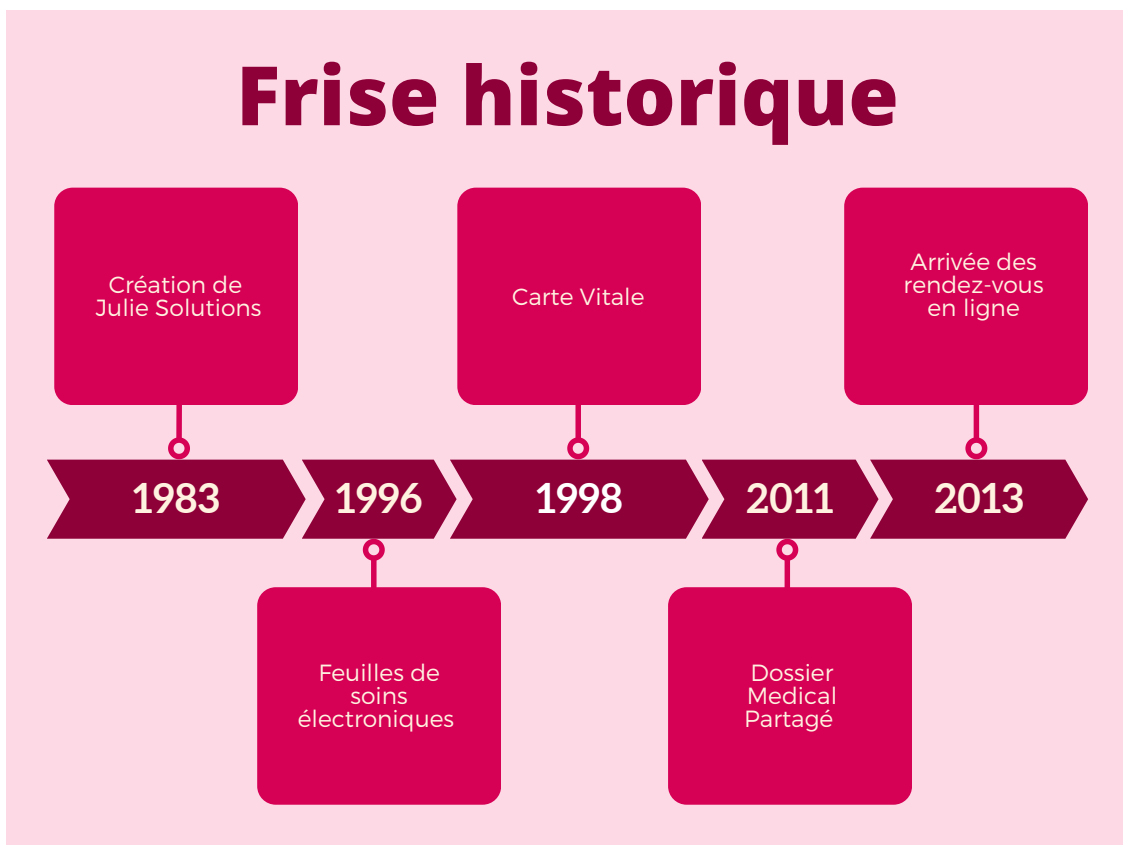 Frise historique
Création de
Julie Solutions
Carte Vitale
Arrivée des
rendez-vous
en ligne
1983
1996
1998
2011
2013
Feuilles de
soins
électroniques
Dossier
Medical
Partagé